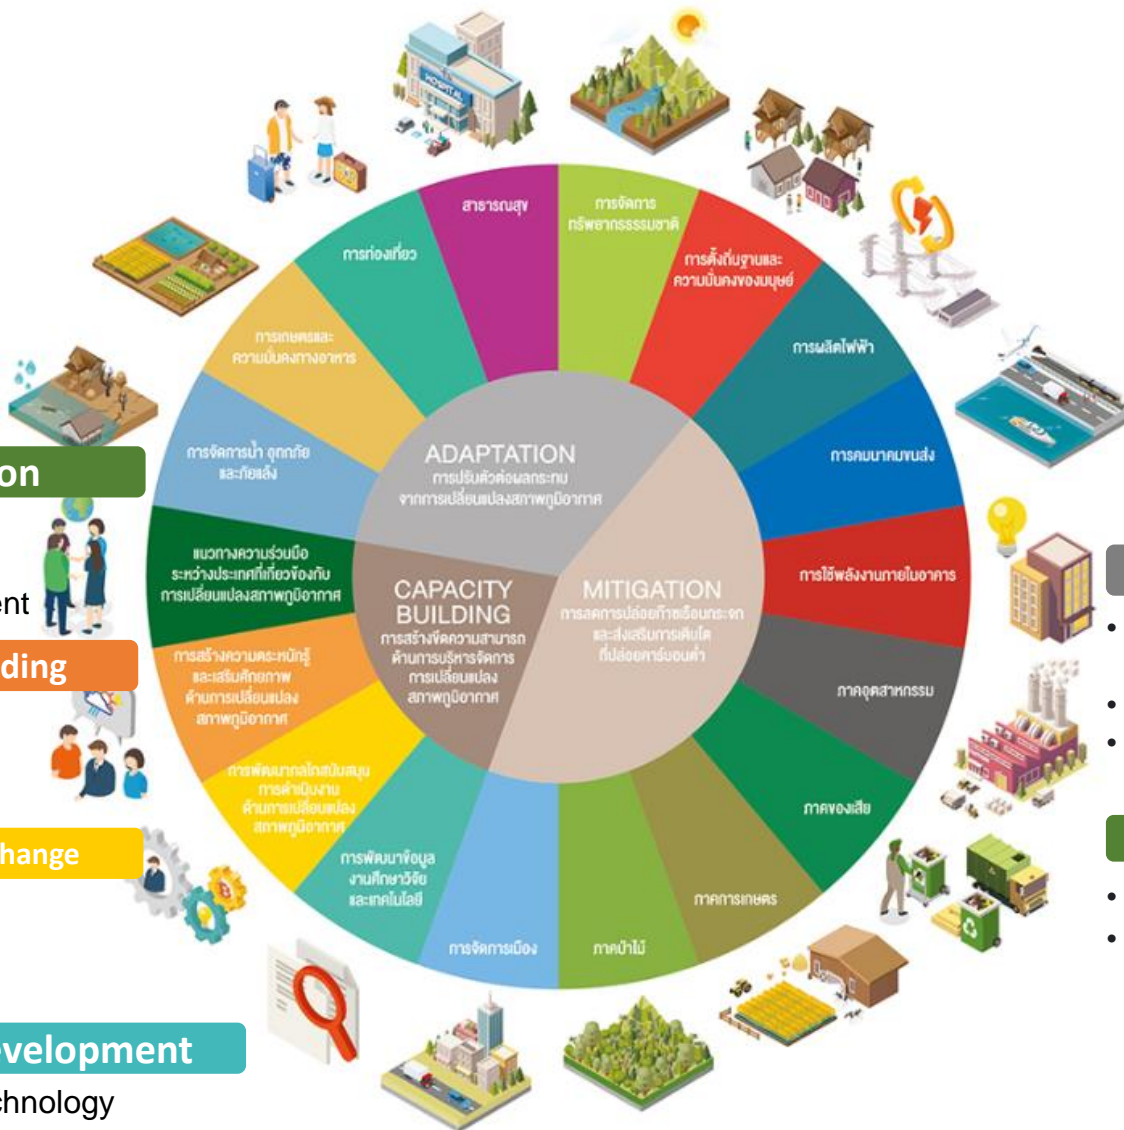 HOSPITAL
สาธารณสุข
การจัดการ
ทรัพยากรธรรมชาติ
การตั้งถิ่นฐานและ
ความมั่นคงของมนุษย์
การผลิตไฟฟ้า
การคมนาคมขนส่ง
การใช้พลังงานภายในอาคาร
ภาคอุตสาหกรรม
ภาคของเสีย
ภาคการเกษตร
ภาคป่าไม้
การจัดการเมือง
การพัฒนาข้อมูล
งานศึกษาวิจัย
และเทคโนโลยี
การพัฒนากลไกสนับสนุน
การดำเนินงาน
ด้านการเปลี่ยนแปลง
สภาพภูมิอากาศ
การสร้างความตระหนักรู้
และเสริมศักยภาพ
ด้านการเปลี่ยนแปลง
สภาพภูมิอากาศ
แนวทางความร่วมมือ
ระหว่างประเทศที่เกี่ยวข้องกับ
การเปลี่ยนแปลงสภาพภูมิอากาศ
การจัดการน้ำ อุทกภัย
และภัยแล้ง
การเกษตรและ
ความมั่นคงทางอาหาร
การท่องเที่ยว
ADAPTATION
การปรับตัวต่อผลกระทบ
จากการเปลี่ยนแปลงสภาพภูมิอากาศ
MITIGATION
การลดการปล่อยก๊าซเรือนกระจก
และส่งเสริมการเติบโต
ที่ปล่อยคาร์บอนต่ำ
CAPACITY
BUILDING
การสร้างขีดความสามารถ
ด้านการบริหารจัดการ
การเปลี่ยนแปลง
สภาพภูมิอากาศ
on
ent
ding
hange
evelopment
chnology